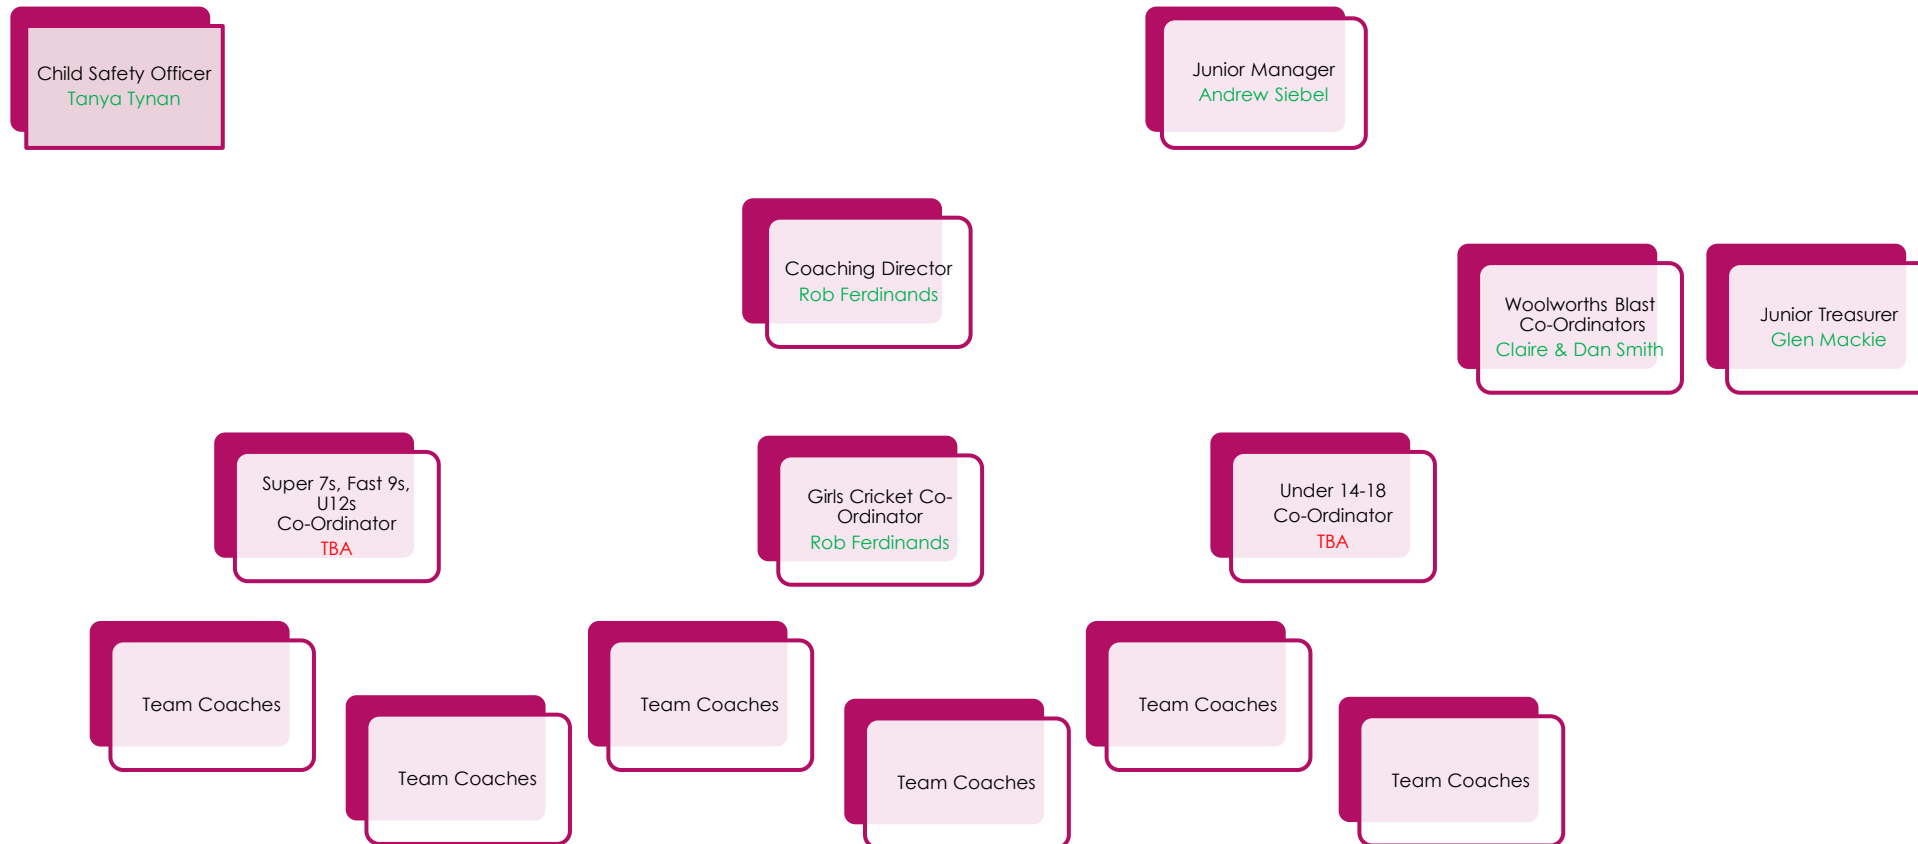 Child Safety Officer
Tanya Tynan
Junior Manager
Andrew Siebel
Coaching Director
Rob Ferdinands
Woolworths Blast
Co-Ordinators
Claire & Dan Smith
Junior Treasurer
Glen Mackie
Super 7s, Fast 9s,
U12s
Co-Ordinator
TBA
Girls Cricket Co-
Ordinator
Rob Ferdinands
Under 14-18
Co-Ordinator
TBA
Team Coaches
Team Coaches
Team Coaches
Team Coaches
Team Coaches
Team Coaches